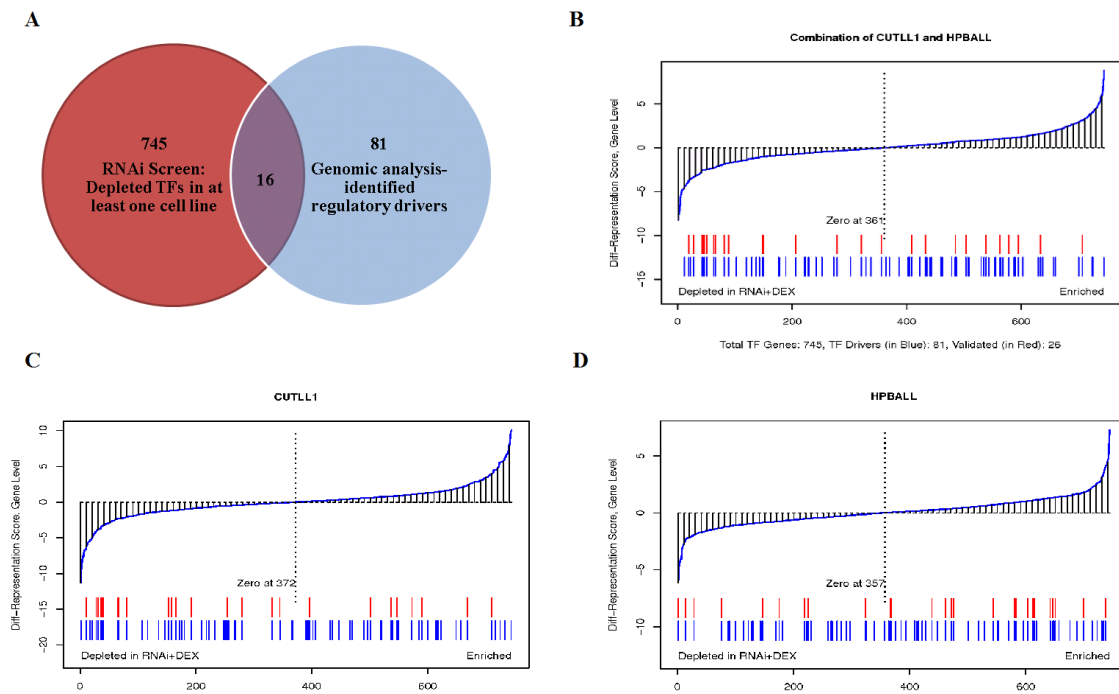 A
745
RNAi Screen:
Depleted TFs in at
least one cell line
16
81
Genomic analysis-
identified
regulatory drivers
B
Combination of CUTLL1 and HPBALL
Diff-Representation Score, Gene Level
5
0
-5
-10
-15
Zero at 361
Depleted in RNAi+DEX
Enriched
0
200
400
600
Total TF Genes: 745, TF Drivers (in Blue): 81, Validated (in Red): 26
C
CUTLL1
Diff-Representation Score, Gene Level
10
5
0
-5
-10
-15
-20
Zero at 372
Depleted in RNAi+DEX
Enriched
0
200
400
600
D
HPBALL
Diff-Representation Score, Gene Level
5
0
-5
-10
Zero at 357
Depleted in RNAi+DEX
Enriched
0
200
400
600